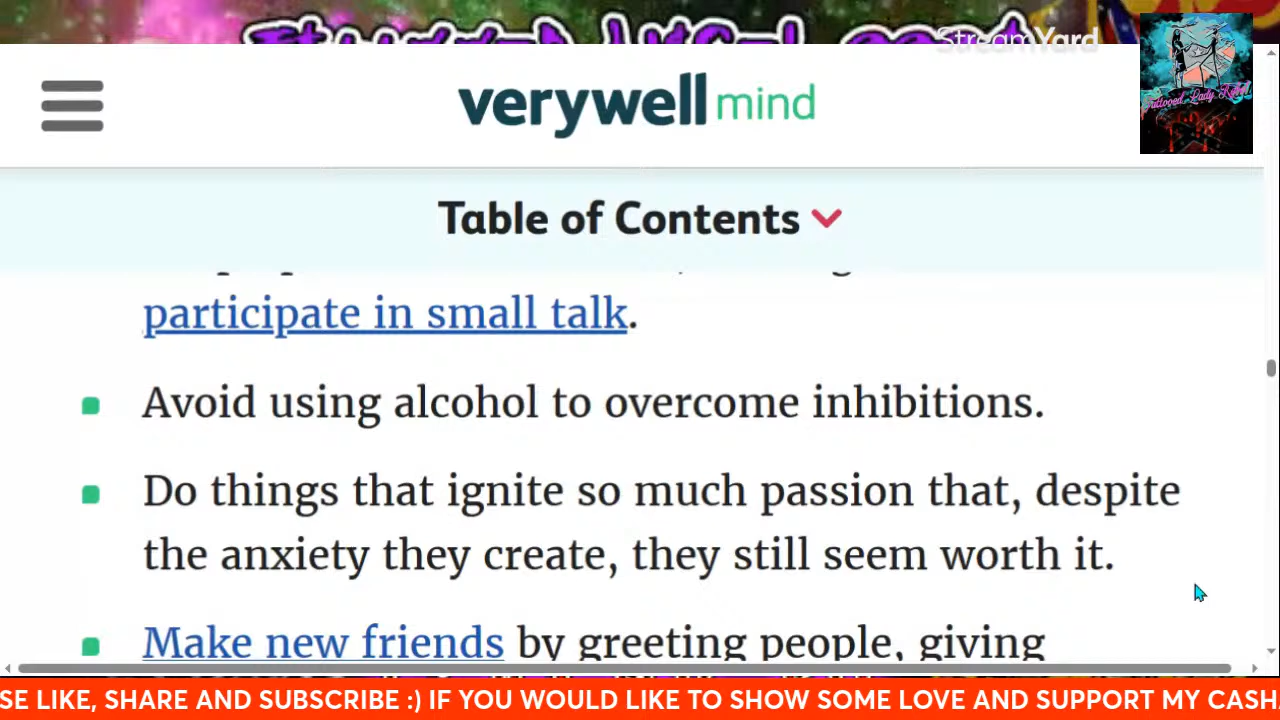 StreamYard
verywell mind
Tattooed Lady
Table of Contents
participate in small talk.
Avoid using alcohol to overcome inhibitions.
Do things that ignite so much passion that, despite
the anxiety they create, they still seem worth it.
Make new friends by greeting people, giving
SE LIKE, SHARE AND SUBSCRIBE :) IF YOU WOULD LIKE TO SHOW SOME LOVE AND SUPPORT MY CASH